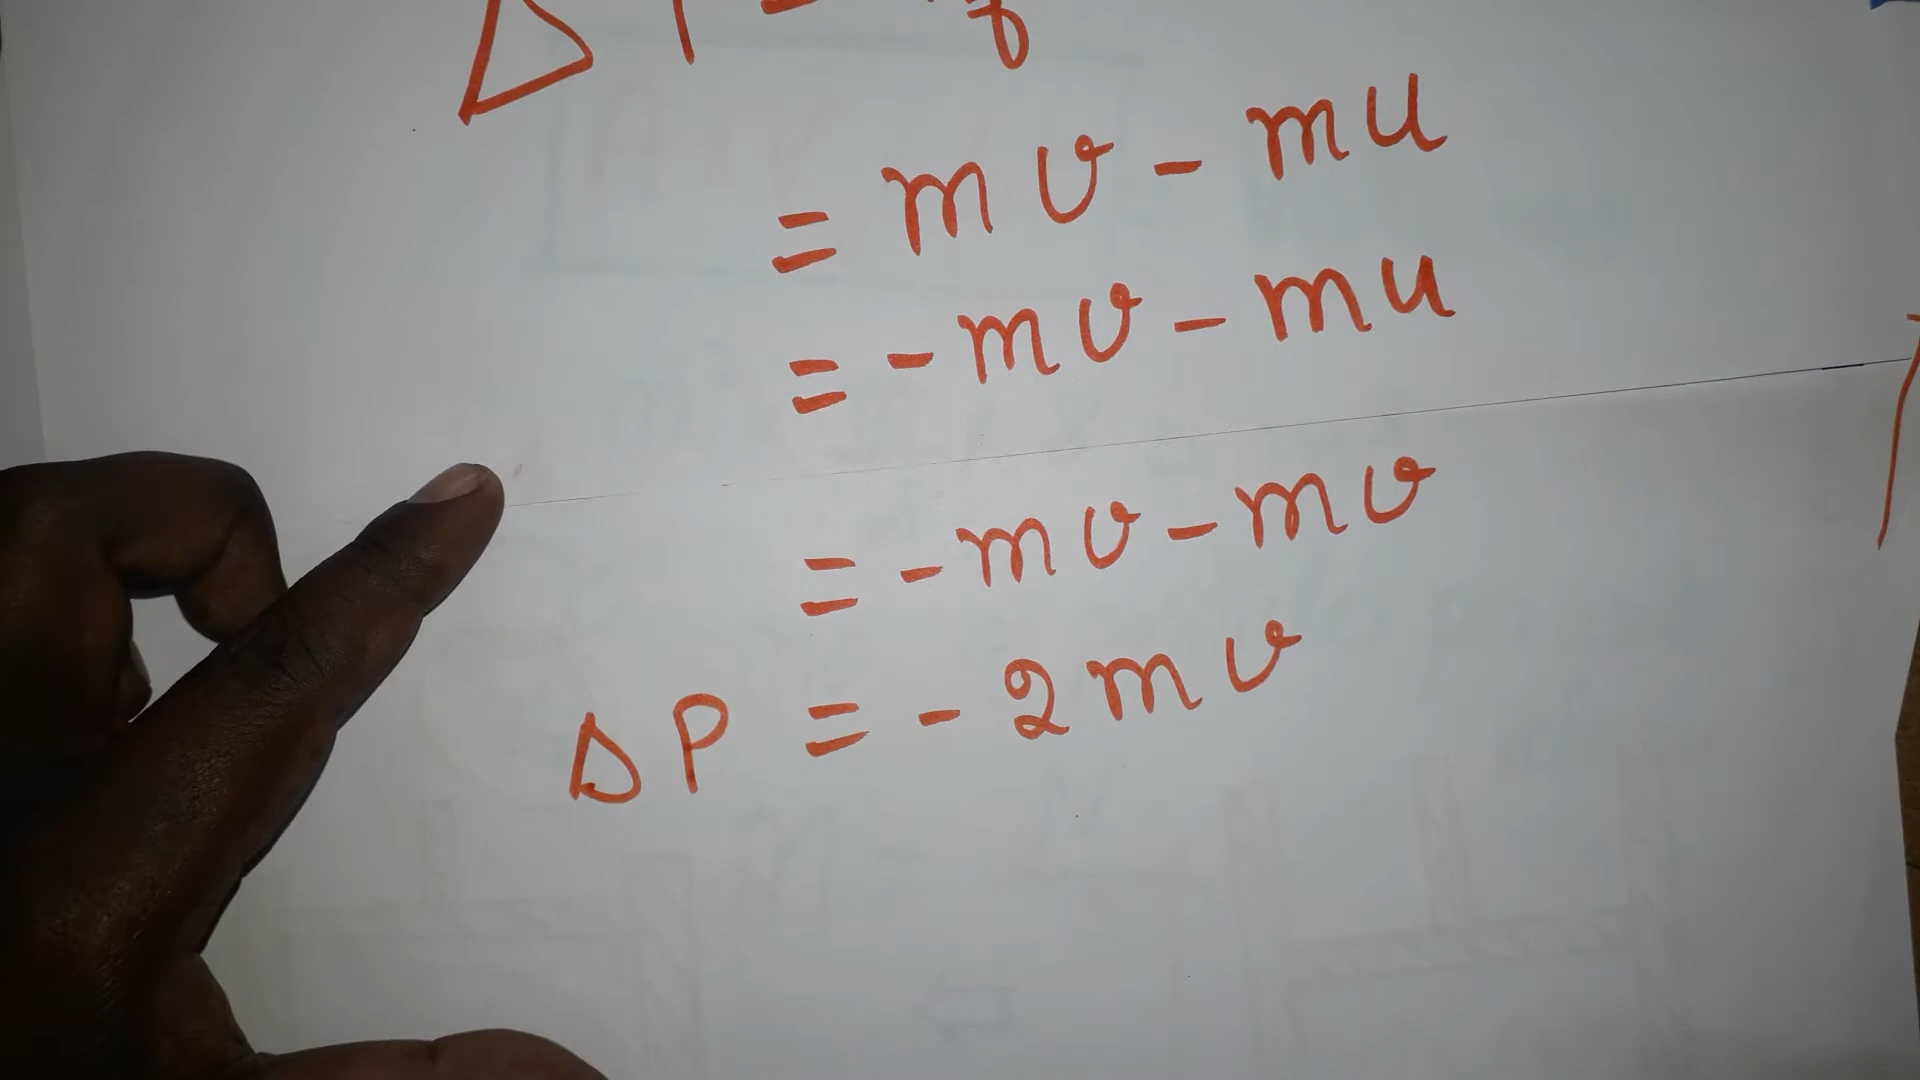 Δ P =
= mv - mu
= -mv - mu
= -mv - mv
ΔP = -2mv